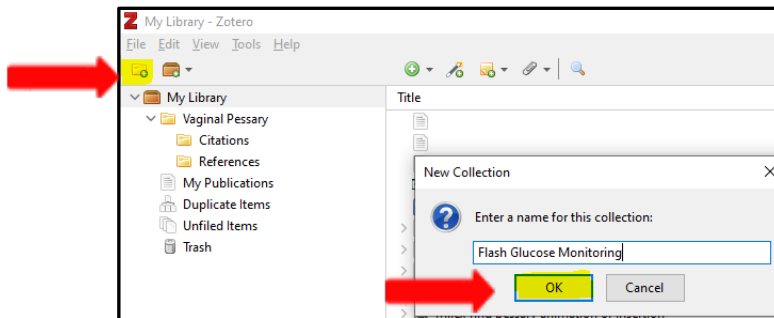 My Library - Zotero
File Edit View Tools Help
My Library
Title
Vaginal Pessary
Citations
References
My Publications
Duplicate Items
Unfiled Items
Trash
New Collection
Enter a name for this collection:
Flash Glucose Monitoring
OK Cancel